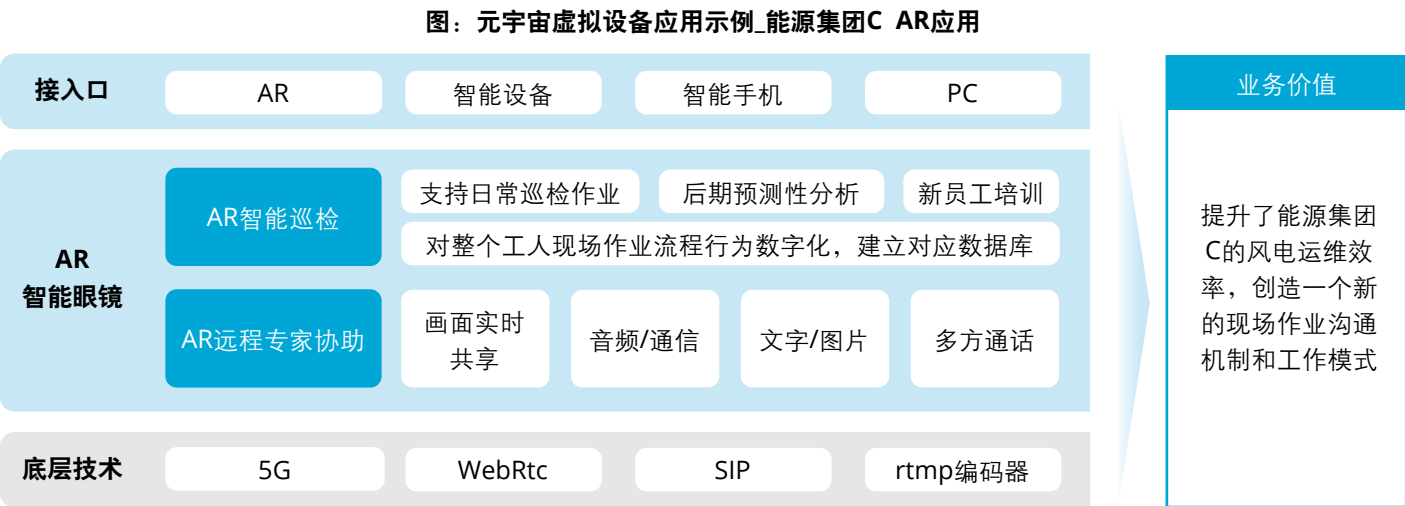 图：元宇宙虚拟设备应用示例_能源集团C AR应用
接入口
AR
智能设备
智能手机
PC
AR
智能眼镜
AR智能巡检
支持日常巡检作业
后期预测性分析
新员工培训
对整个工人现场作业流程行为数字化，建立对应数据库
AR远程专家协助
画面实时
共享
音频/通信
文字/图片
多方通话
底层技术
5G
WebRtc
SIP
rtmp编码器
业务价值
提升了能源集团
C的风电运维效
率，创造一个新
的现场作业沟通
机制和工作模式